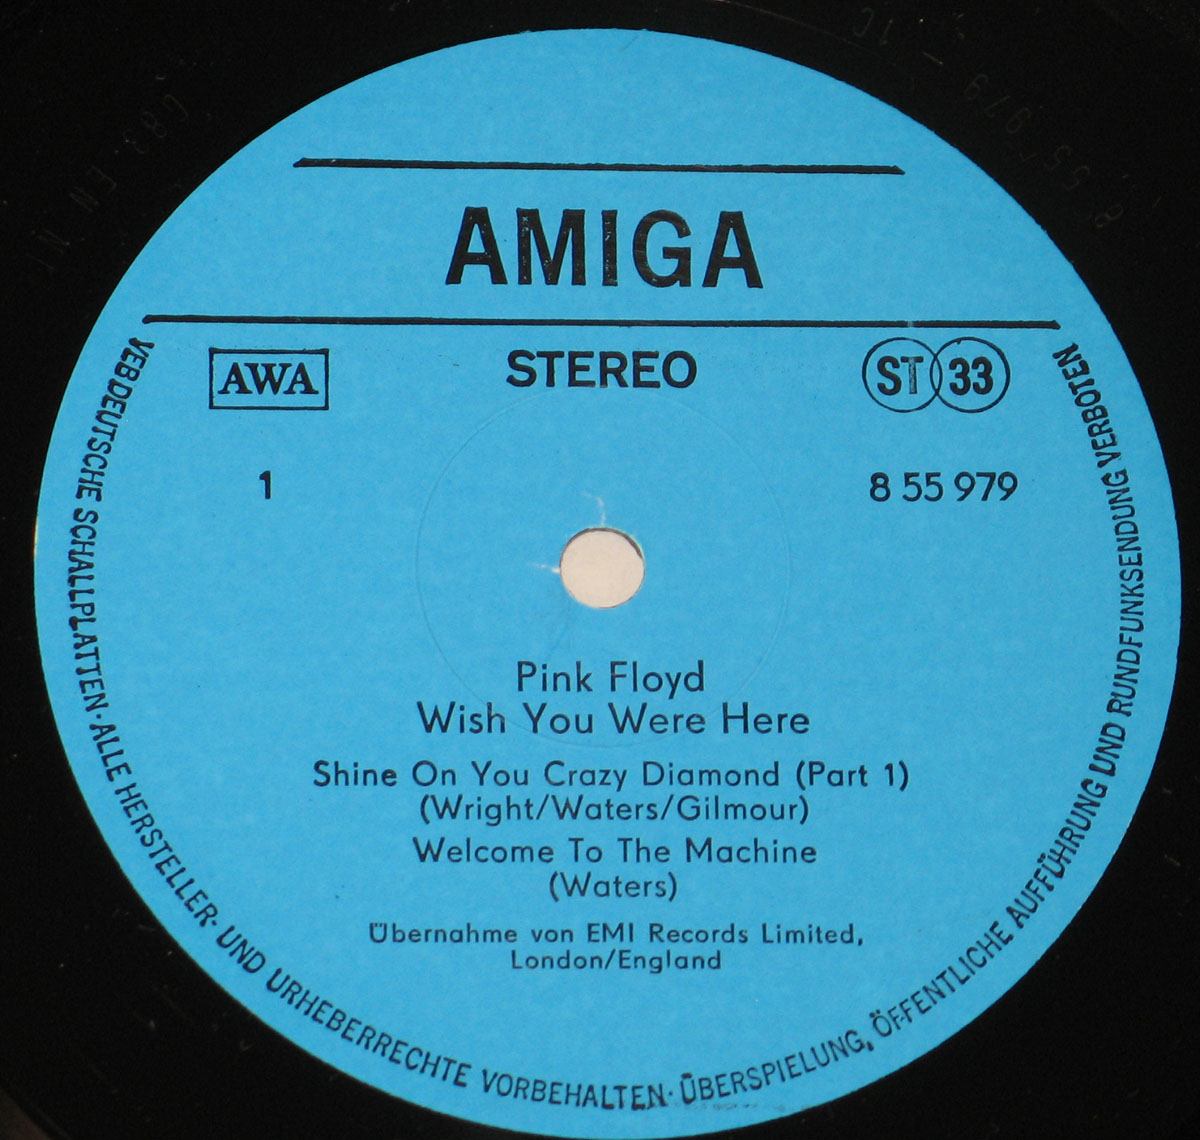 AMIGA
AWA
STEREO
ST 33
1
8 55 979
Pink Floyd
Wish You Were Here
Shine On You Crazy Diamond (Part 1)
(Wright/Waters/Gilmour)
Welcome To The Machine
(Waters)
Übernahme von EMI Records Limited,
London/England
VEB DEUTSCHE SCHALLPLATTEN · ALLE HERSTELLER- UND URHEBERRECHTE VORBEHALTEN · ÜBERSPIELUNG, ÖFFENTLICHE AUFFÜHRUNG UND RUNDFUNKSENDUNG VERBOTEN